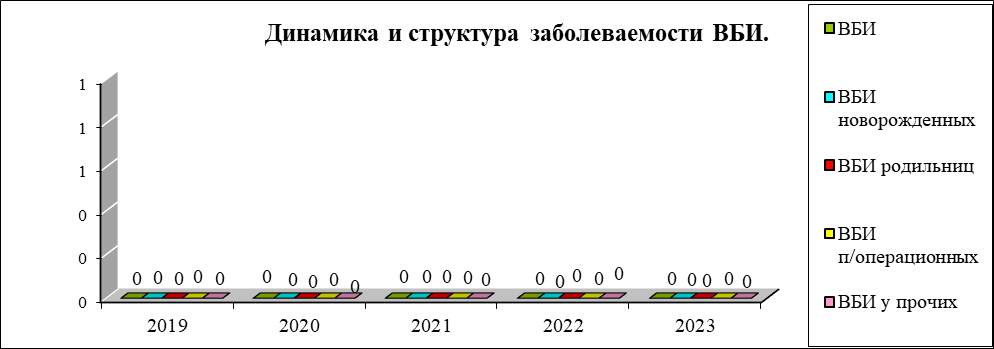 Динамика и структура заболеваемости ВБИ.
1
1
1
0
0
0
0 0 0 0 0
0 0 0 0 0
0 0 0 0 0
0 0 0 0 0
0 0 0 0 0
2019 2020 2021 2022 2023
ВБИ
ВБИ
новорожденных
ВБИ родильниц
ВБИ
п/операционных
ВБИ у прочих